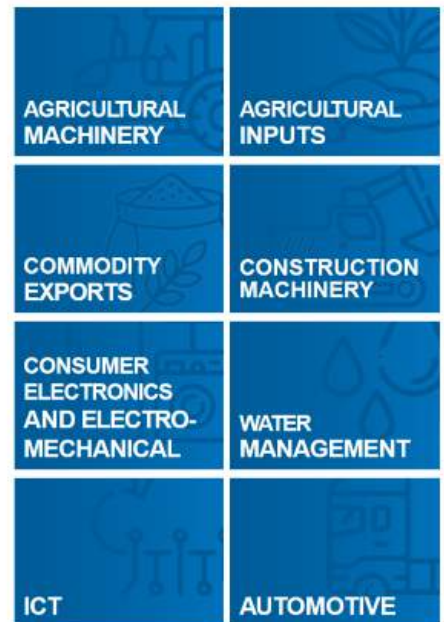 AGRICULTURAL
MACHINERY
AGRICULTURAL
INPUTS
COMMODITY
EXPORTS
CONSTRUCTION
MACHINERY
CONSUMER
ELECTRONICS
AND ELECTRO-
MECHANICAL
WATER
MANAGEMENT
ICT
AUTOMOTIVE